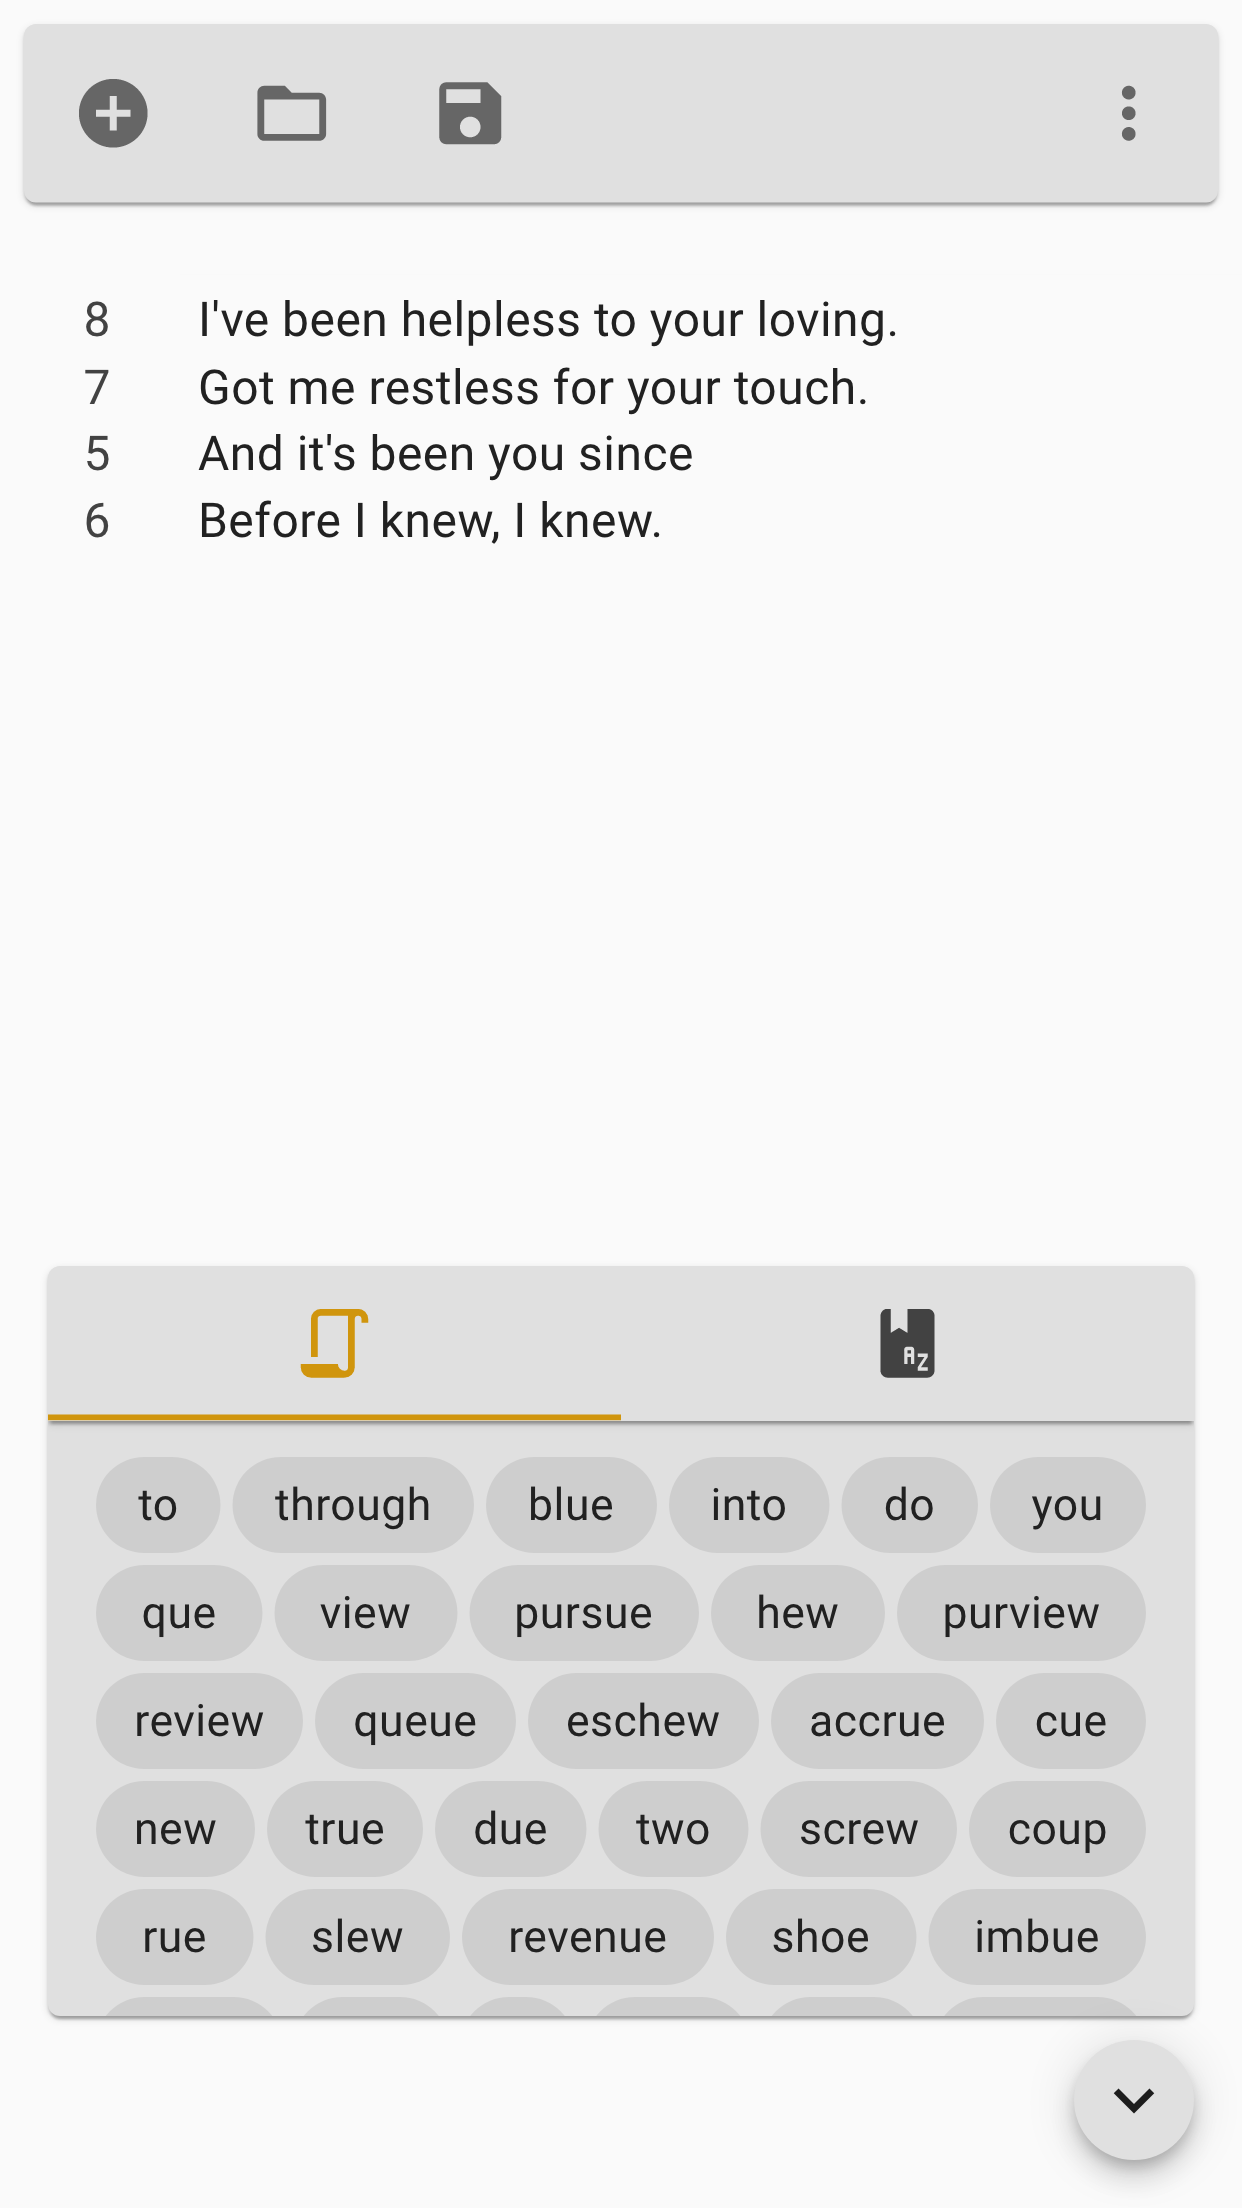 8 I've been helpless to your loving.
7 Got me restless for your touch.
5 And it's been you since
6 Before I knew, I knew.
AZ
to through blue into do you
que view pursue hew purview
review queue eschew accrue cue
new true due two screw coup
rue slew revenue shoe imbue